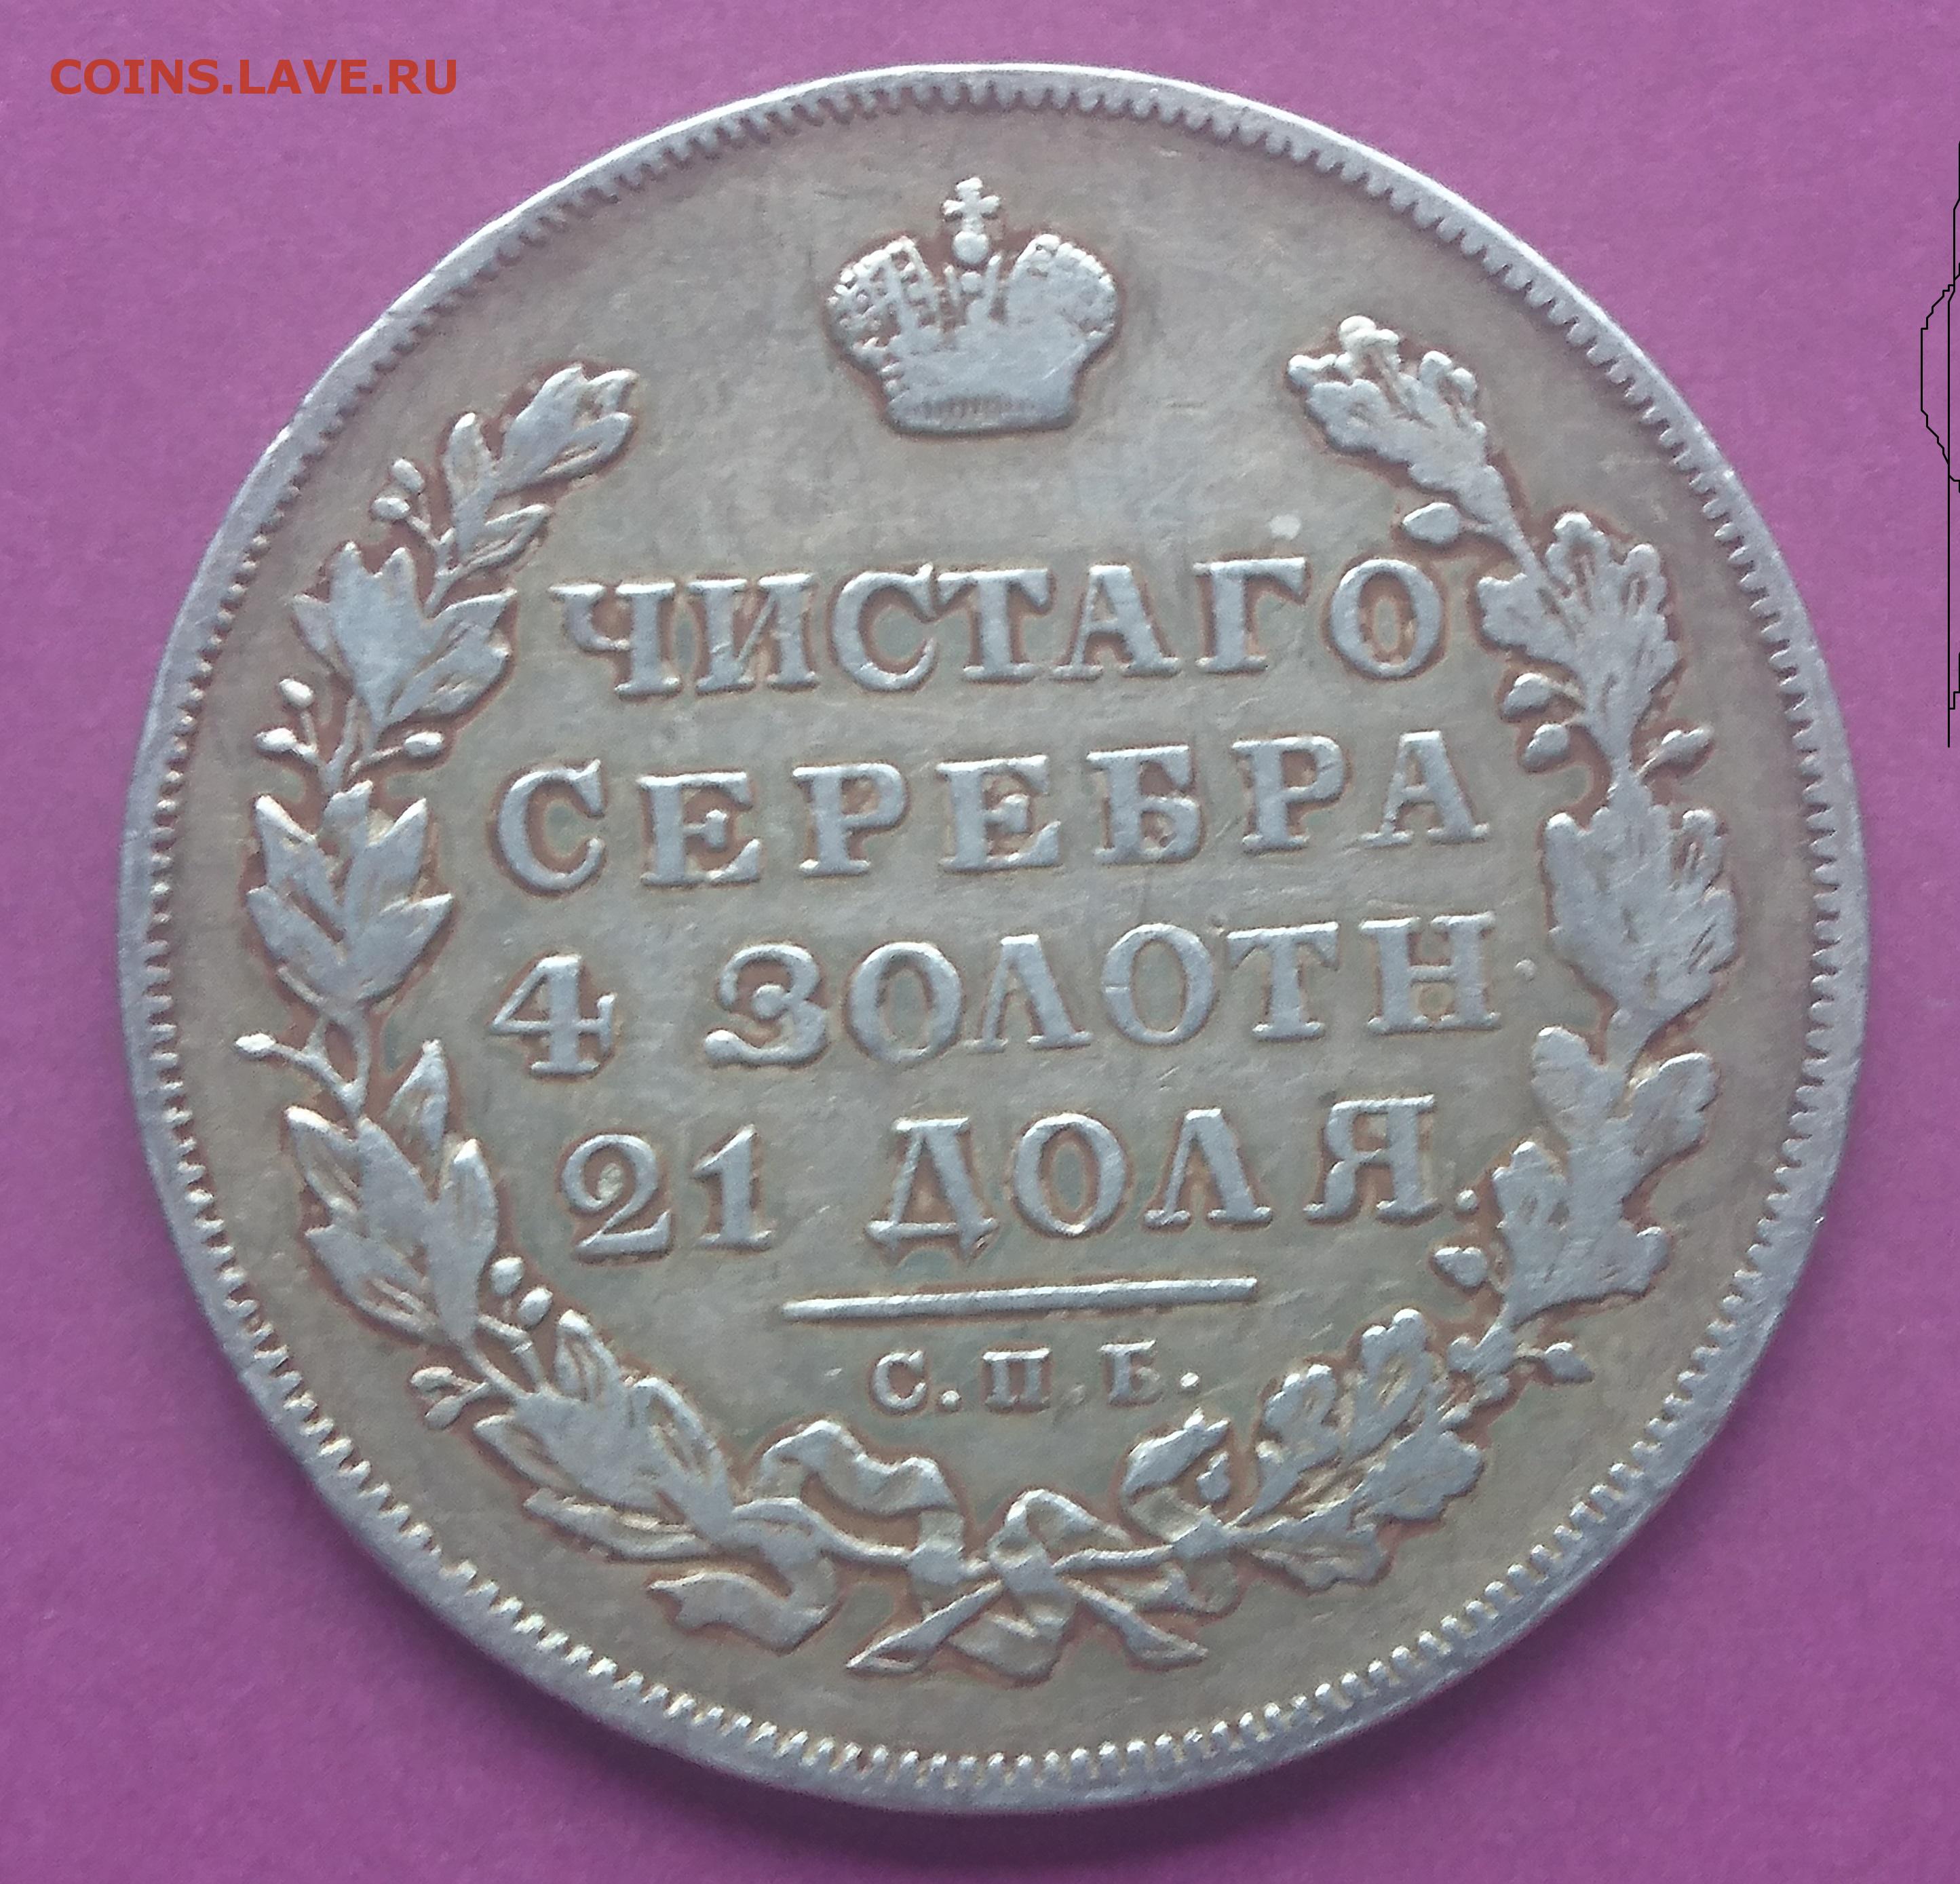 COINS.LAVE.RU
ЧИСТАГО
СЕРЕБРА
4 ЗОЛОТН.
21 ДОЛЯ.
С. П. Б.